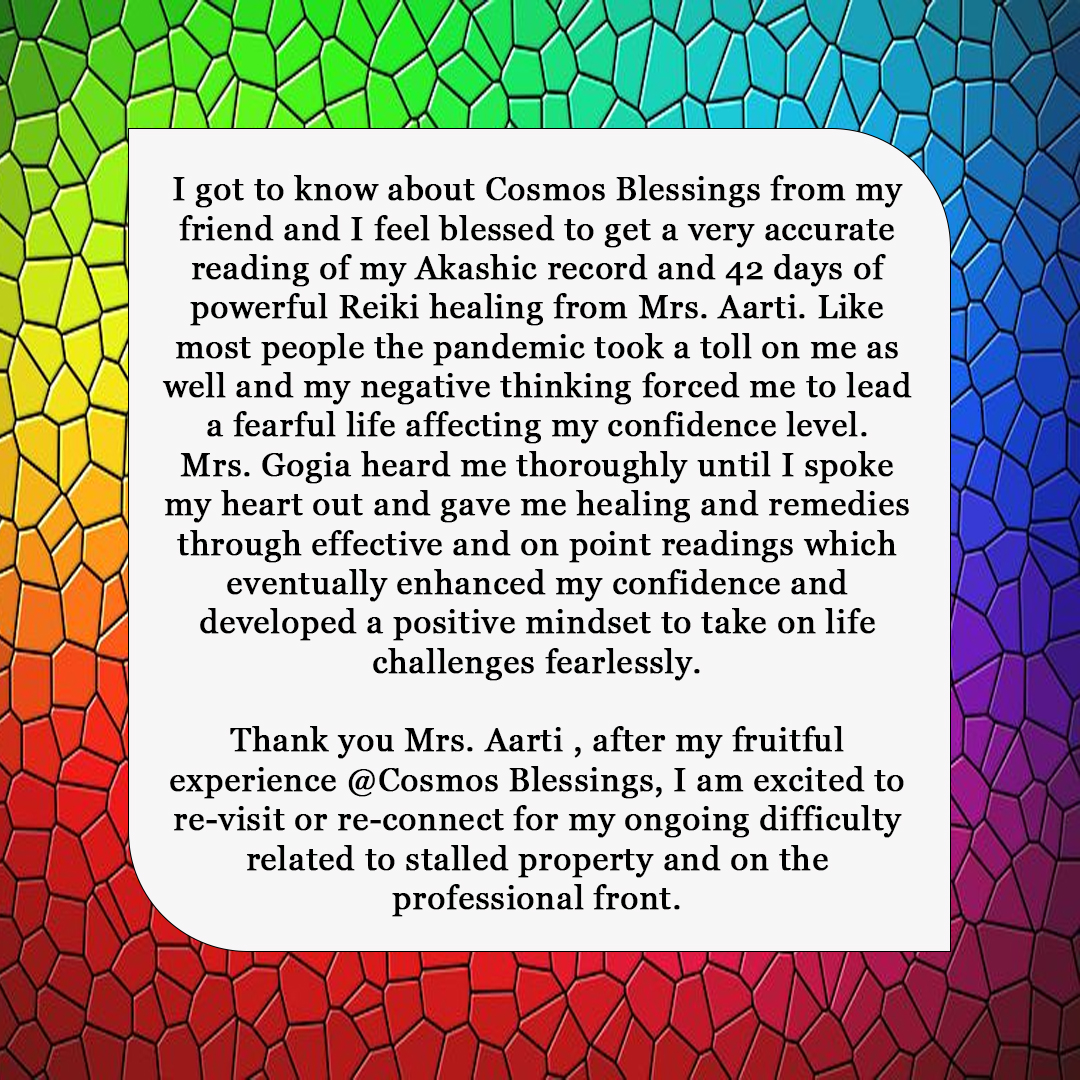 I got to know about Cosmos Blessings from my
friend and I feel blessed to get a very accurate
reading of my Akashic record and 42 days of
powerful Reiki healing from Mrs. Aarti. Like
most people the pandemic took a toll on me as
well and my negative thinking forced me to lead
a fearful life affecting my confidence level.
Mrs. Gogia heard me thoroughly until I spoke
my heart out and gave me healing and remedies
through effective and on point readings which
eventually enhanced my confidence and
developed a positive mindset to take on life
challenges fearlessly.
Thank you Mrs. Aarti , after my fruitful
experience @Cosmos Blessings, I am excited to
re-visit or re-connect for my ongoing difficulty
related to stalled property and on the
professional front.